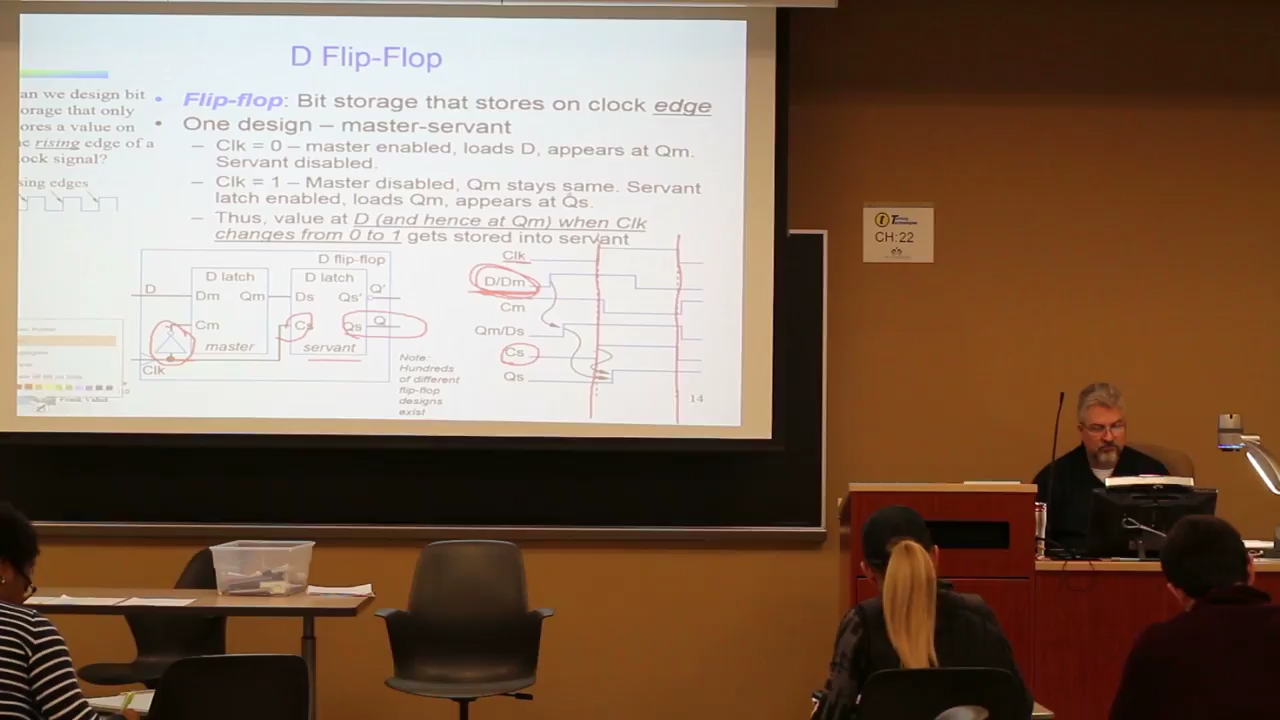 D Flip-Flop
an we design bit
orage that only
ores a value on
rising edge of a
ock signal?
sing edges
• Flip-flop: Bit storage that stores on clock edge
• One design – master-servant
– Clk = 0 – master enabled, loads D, appears at Qm.
Servant disabled.
– Clk = 1 – Master disabled, Qm stays same. Servant
latch enabled, loads Qm, appears at Qs.
– Thus, value at D (and hence at Qm) when Clk
changes from 0 to 1 gets stored into servant
D flip-flop
D latch
D latch
D
Dm Qm
Ds Qs'
Q'
Cm
Cs Qs
Q
master
servant
Clk
Note:
Hundreds
of different
flip-flop
designs
exist
Clk
D/Dm
Cm
Qm/Ds
Cs
Qs
14
Frank Vahid
Turning
Technologies
CH:22